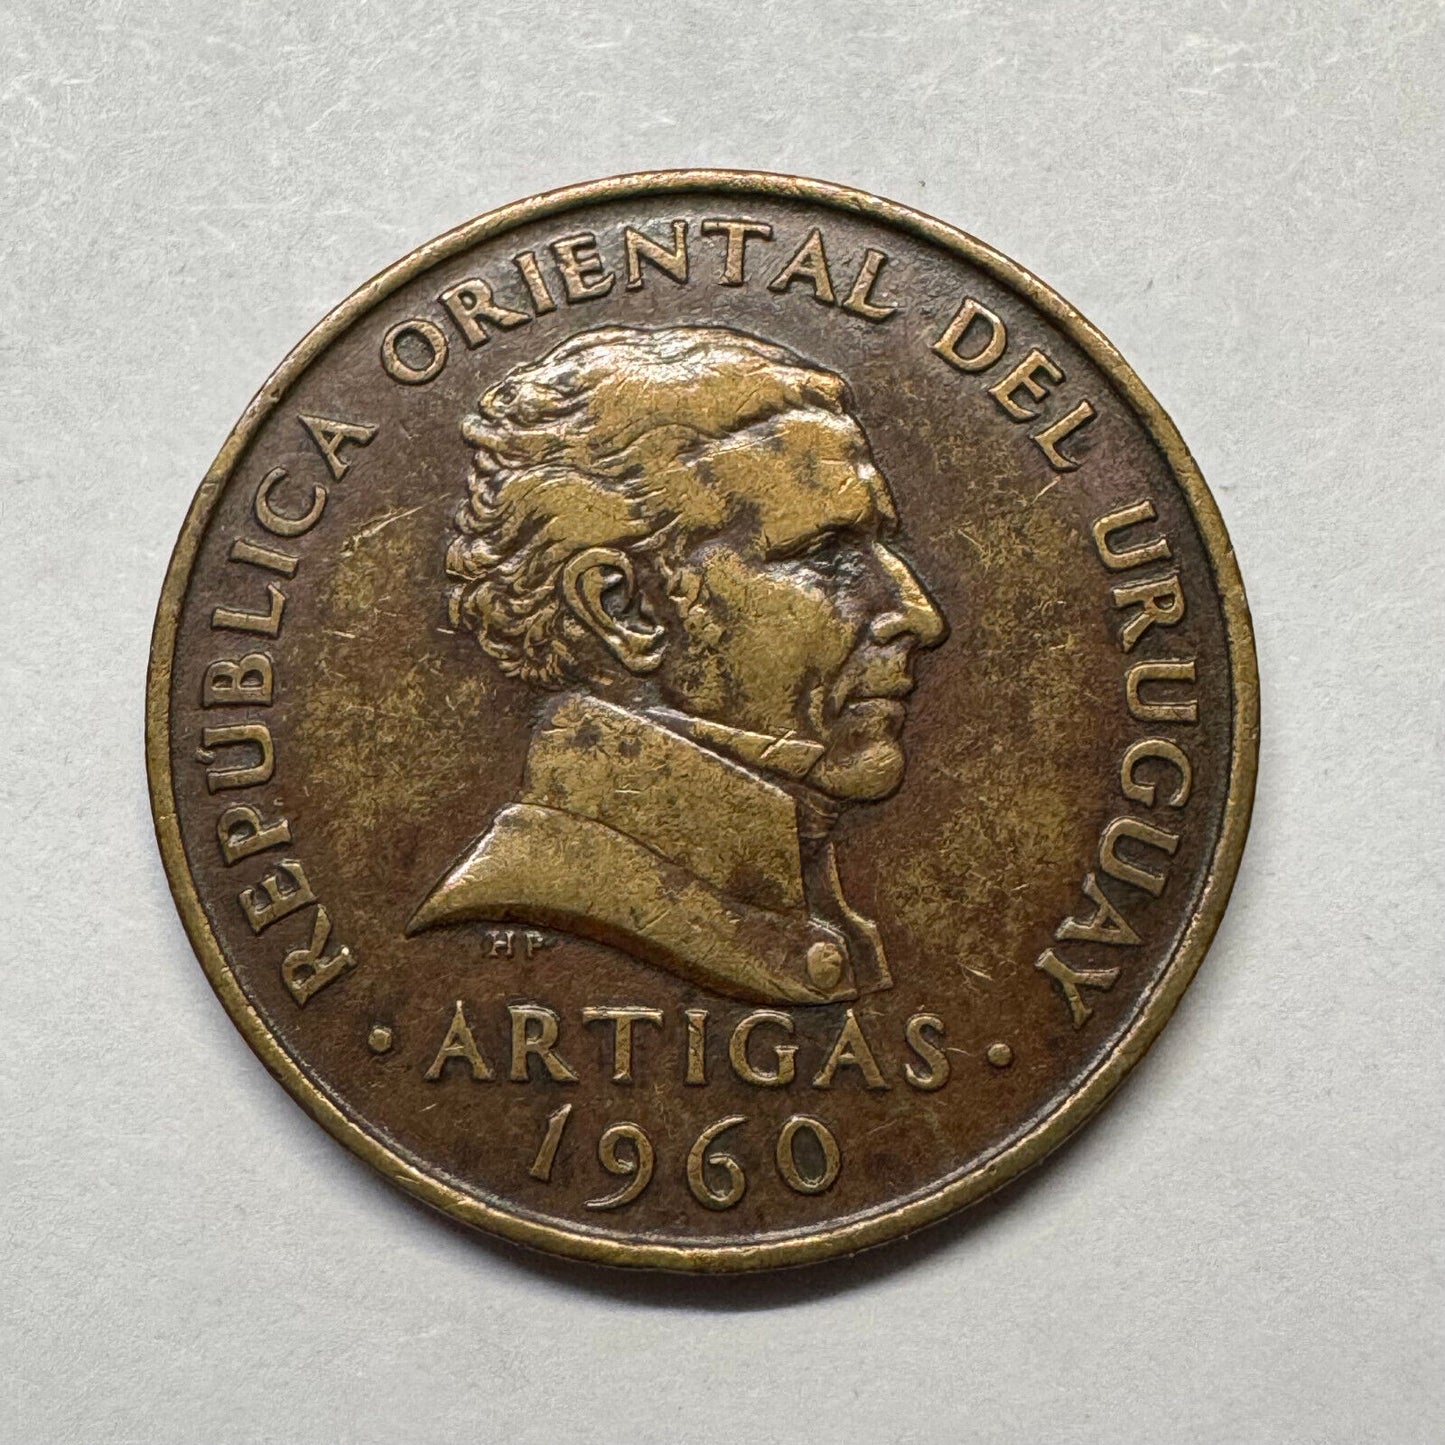 REPÚBLICA ORIENTAL DEL URUGUAY
HP
· ARTIGAS ·
1960